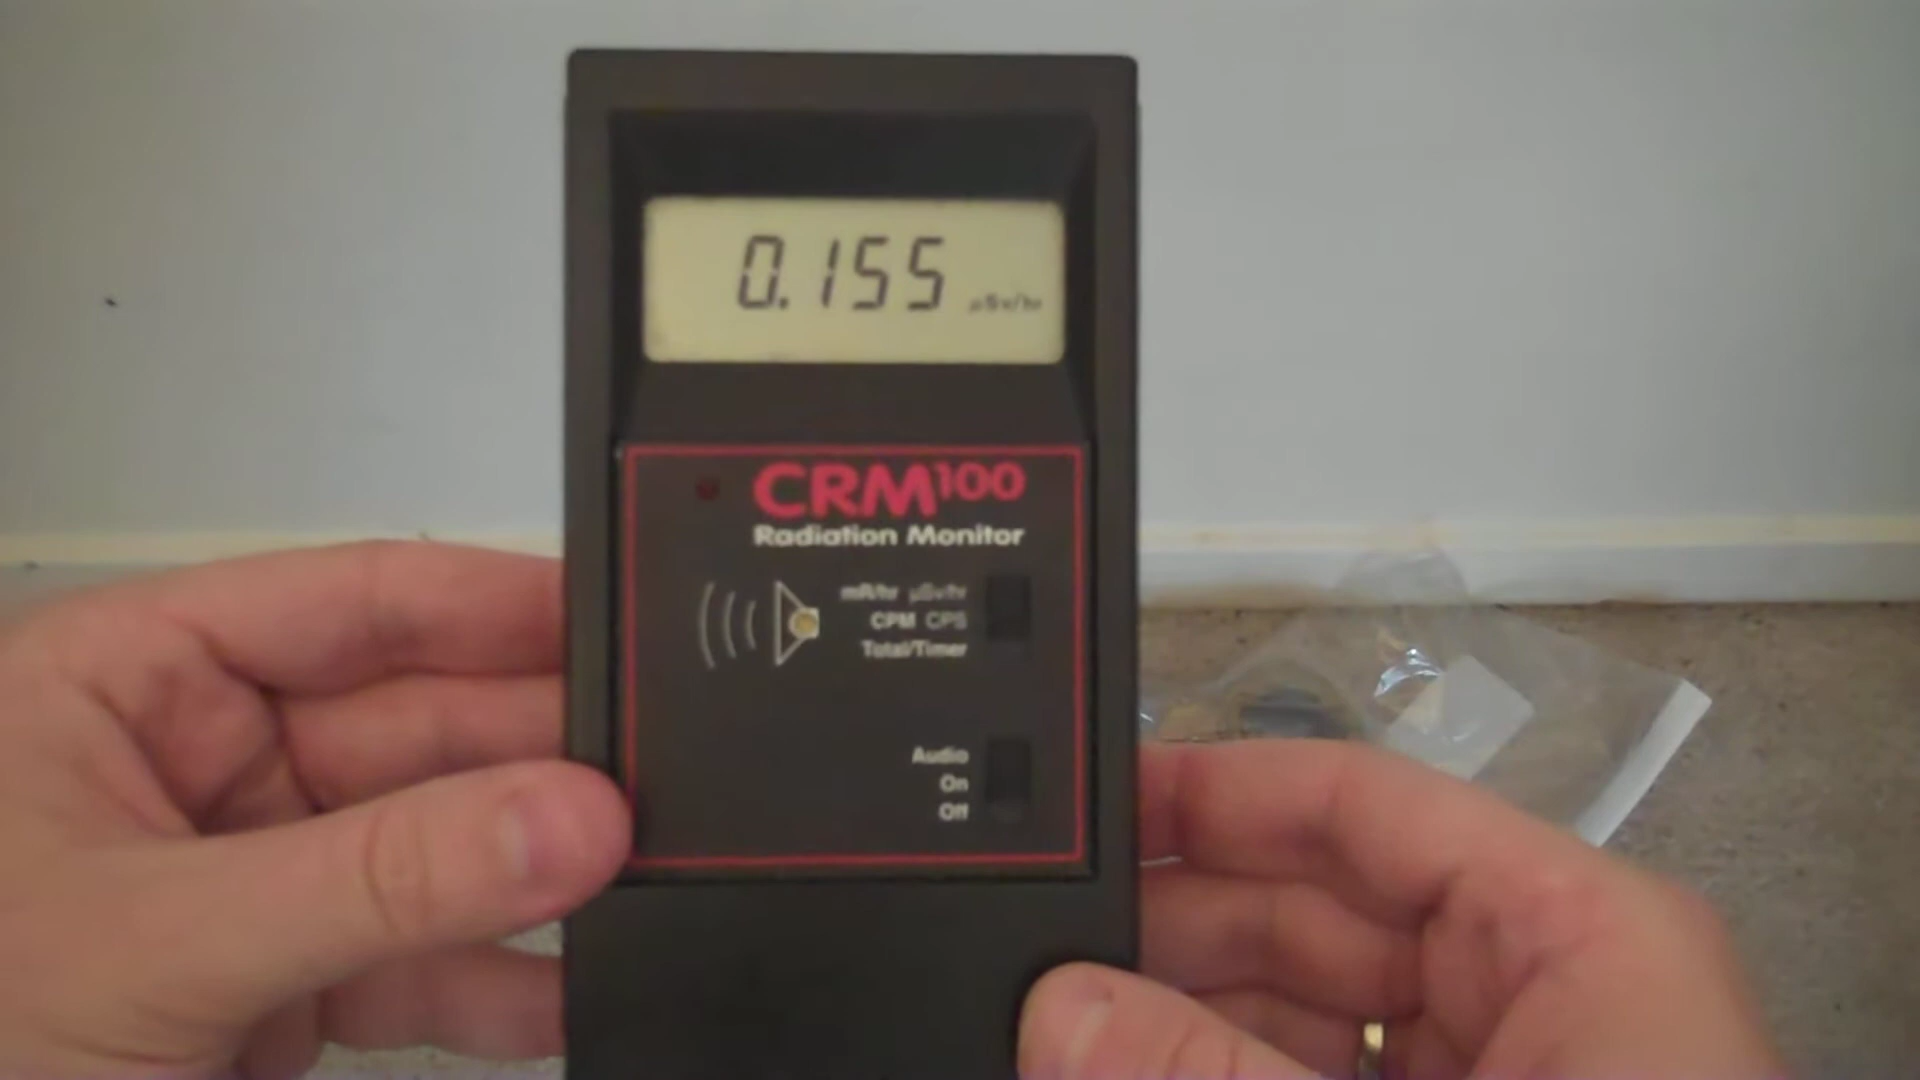 0.155 µSv/hr
CRM100
Radiation Monitor
mR/hr µSv/hr
CPM CPS
Total/Timer
Audio
On
Off